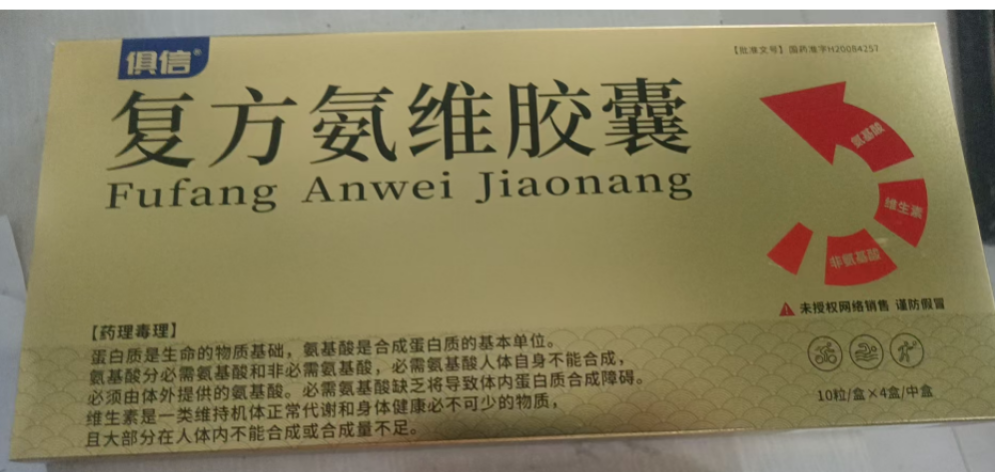 俱信®
【批准文号】国药准字H20084257
复方氨维胶囊
Fufang Anwei Jiaonang
氨基酸
维生素
非氨基酸
未授权网络销售 谨防假冒
【药理毒理】
蛋白质是生命的物质基础，氨基酸是合成蛋白质的基本单位。
氨基酸分必需氨基酸和非必需氨基酸，必需氨基酸人体自身不能合成，
必须由体外提供的氨基酸。必需氨基酸缺乏将导致体内蛋白质合成障碍。
维生素是一类维持机体正常代谢和身体健康必不可少的物质，
且大部分在人体内不能合成或合成量不足。
10粒/盒×4盒/中盒